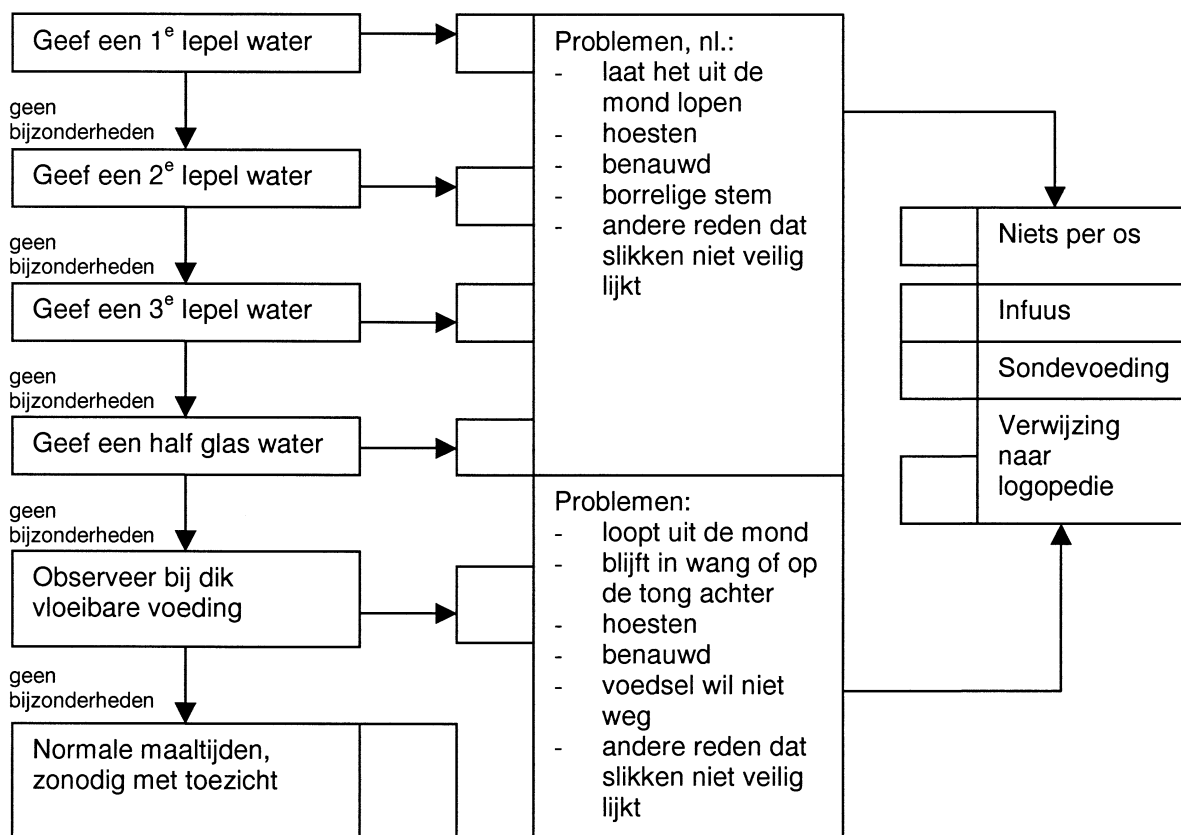 Geef een 1e lepel water
geen
bijzonderheden
Geef een 2e lepel water
geen
bijzonderheden
Geef een 3e lepel water
geen
bijzonderheden
Geef een half glas water
geen
bijzonderheden
Observeer bij dik
vloeibare voeding
geen
bijzonderheden
Normale maaltijden,
zonodig met toezicht
Problemen, nl.:
- laat het uit de
mond lopen
- hoesten
- benauwd
- borrelige stem
- andere reden dat
slikken niet veilig
lijkt
Problemen:
- loopt uit de mond
- blijft in wang of op
de tong achter
- hoesten
- benauwd
- voedsel wil niet
weg
- andere reden dat
slikken niet veilig
lijkt
Niets per os
Infuus
Sondevoeding
Verwijzing
naar
logopedie